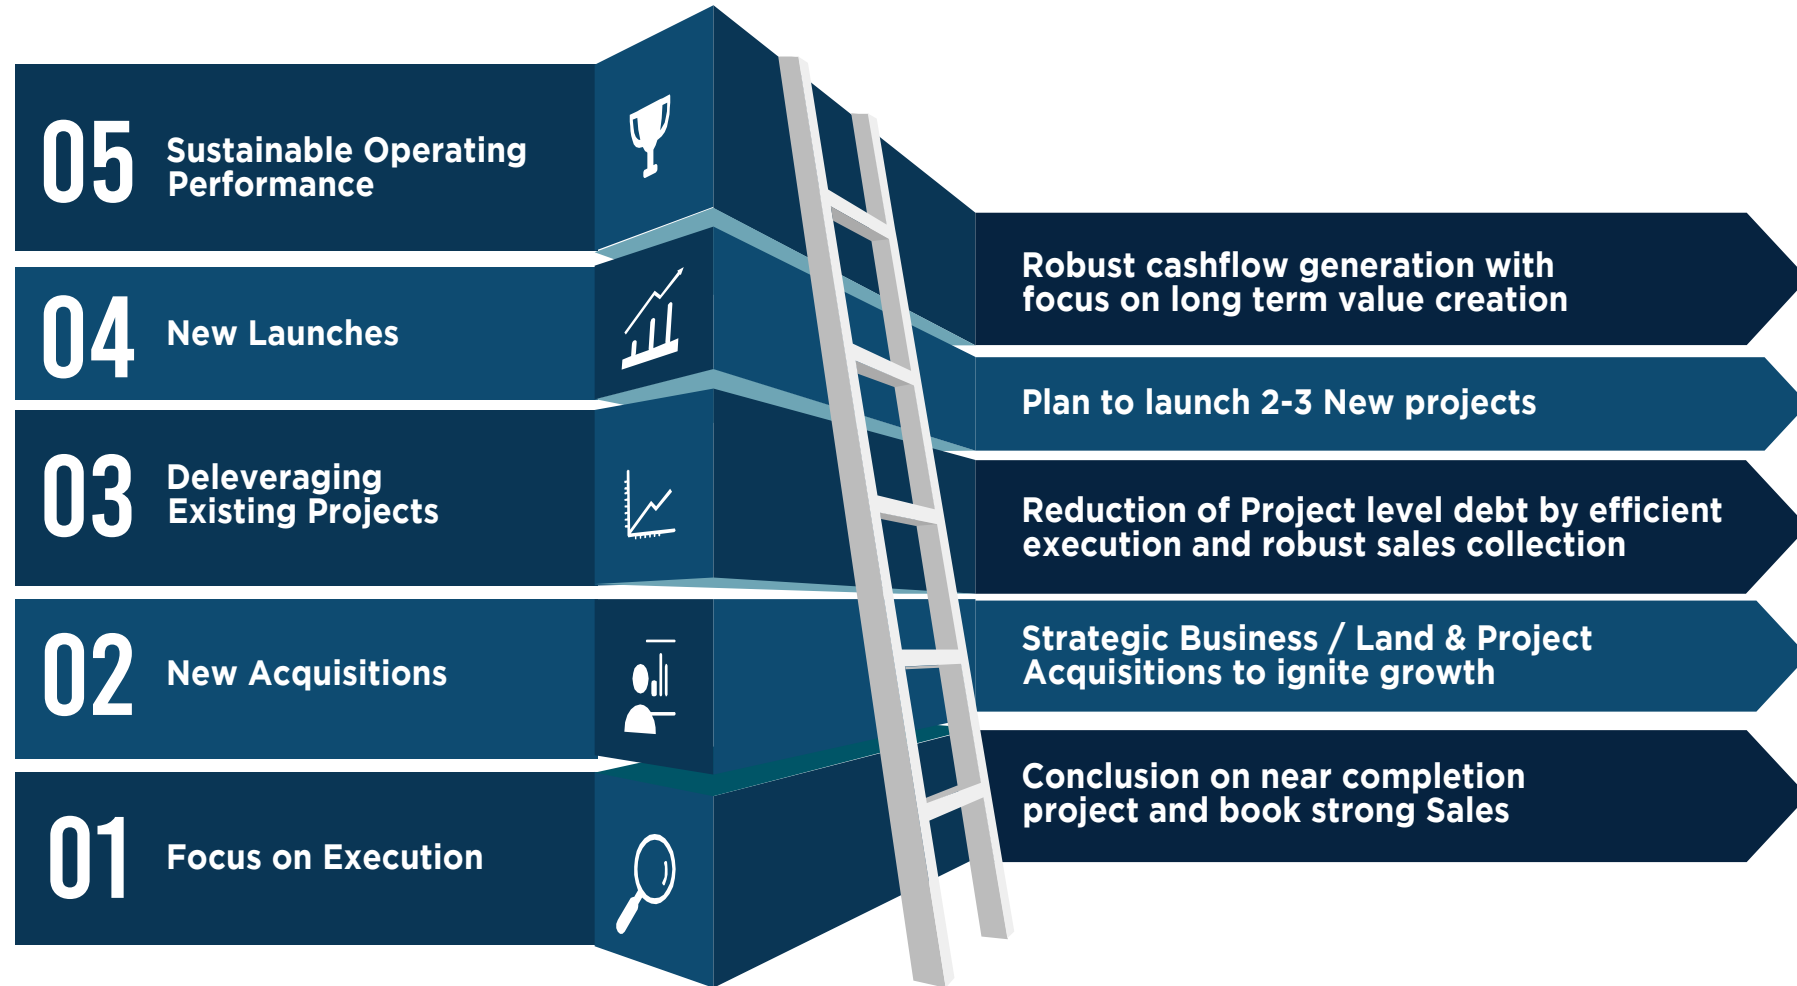 05
Sustainable Operating
Performance
Robust cashflow generation with
focus on long term value creation
04
New Launches
Plan to launch 2-3 New projects
03
Deleveraging
Existing Projects
Reduction of Project level debt by efficient
execution and robust sales collection
02
New Acquisitions
Strategic Business / Land & Project
Acquisitions to ignite growth
01
Focus on Execution
Conclusion on near completion
project and book strong Sales